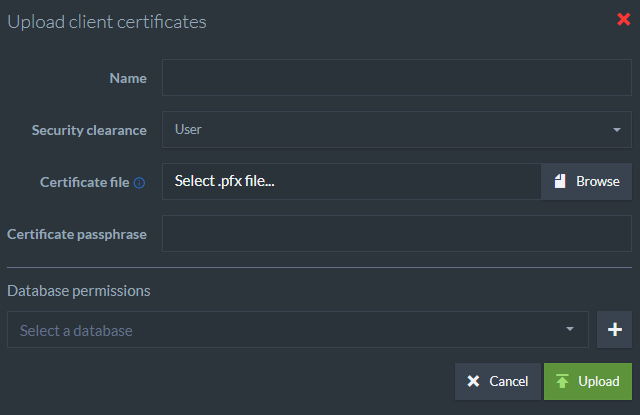 Upload client certificates
Name
Security clearance User
Certificate file Select .pfx file... Browse
Certificate passphrase
Database permissions
Select a database
Cancel Upload